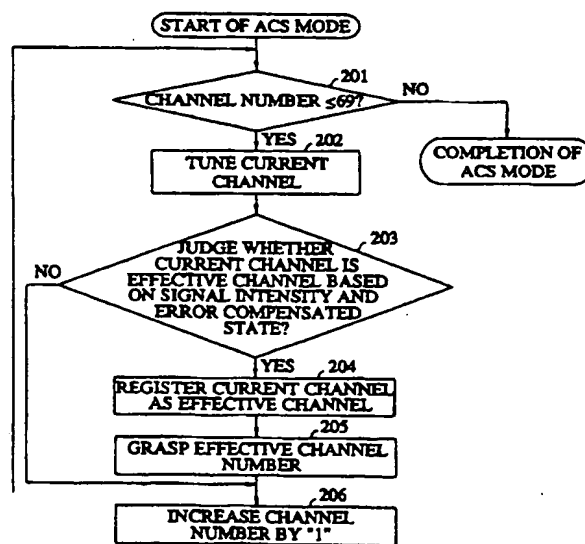 START OF ACS MODE
201
CHANNEL NUMBER ≤69?
NO
YES
202
TUNE CURRENT
CHANNEL
COMPLETION OF
ACS MODE
203
JUDGE WHETHER
CURRENT CHANNEL IS
EFFECTIVE CHANNEL BASED
ON SIGNAL INTENSITY AND
ERROR COMPENSATED
STATE?
NO
YES
204
REGISTER CURRENT CHANNEL
AS EFFECTIVE CHANNEL
205
GRASP EFFECTIVE CHANNEL
NUMBER
206
INCREASE CHANNEL
NUMBER BY "1"